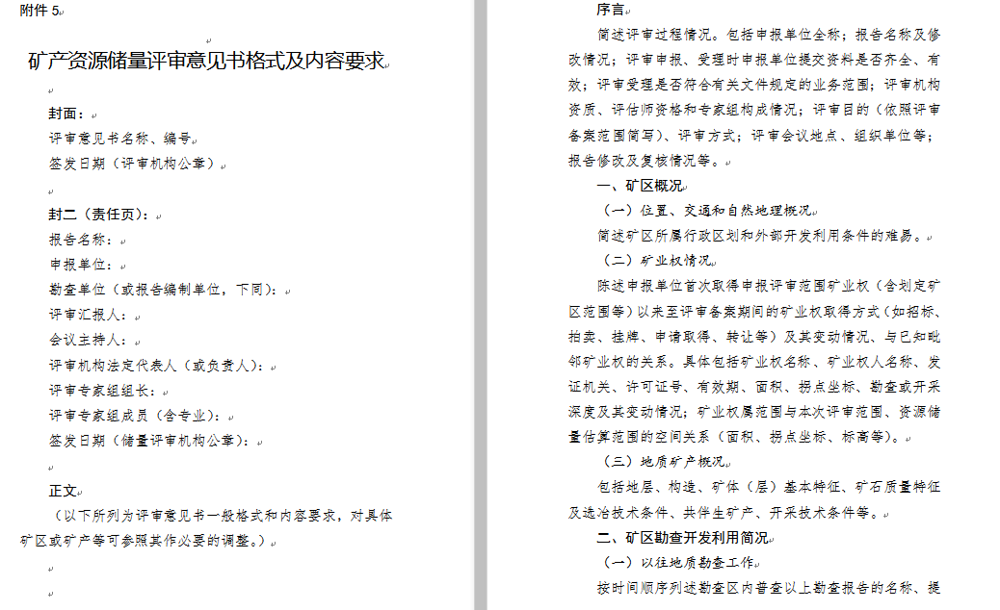 附件 5
矿产资源储量评审意见书格式及内容要求
封面：
评审意见书名称、编号
签发日期（评审机构公章）
封二（责任页）：
报告名称：
申报单位：
勘查单位（或报告编制单位，下同）：
评审汇报人：
会议主持人：
评审机构法定代表人（或负责人）：
评审专家组组长：
评审专家组成员（含专业）：
签发日期（储量评审机构公章）：
正文
（以下所列为评审意见书一般格式和内容要求，对具体
矿区或矿产等可参照其作必要的调整。）
序言
简述评审过程情况。包括申报单位全称；报告名称及修
改情况；评审申报、受理时申报单位提交资料是否齐全、有
效；评审受理是否符合有关文件规定的业务范围；评审机构
资质、评估师资格和专家组构成情况；评审目的（依照评审
备案范围简写）、评审方式；评审会议地点、组织单位等；
报告修改及复核情况等。
一、矿区概况
（一）位置、交通和自然地理概况
简述矿区所属行政区划和外部开发利用条件的难易。
（二）矿业权情况
陈述申报单位首次取得申报评审范围矿业权（含划定矿
区范围等）以来至评审备案期间的矿业权取得方式（如招标、
拍卖、挂牌、申请取得、转让等）及其变动情况、与已知毗
邻矿业权的关系。具体包括矿业权名称、矿业权人名称、发
证机关、许可证号、有效期、面积、拐点坐标、勘查或开采
深度及其变动情况；矿业权属范围与本次评审范围、资源储
量估算范围的空间关系（面积、拐点坐标、标高等）。
（三）地质矿产概况
包括地层、构造、矿体（层）基本特征、矿石质量特征
及选冶技术条件、共伴生矿产、开采技术条件等。
二、矿区勘查开发利用简况
（一）以往地质勘查工作
按时间顺序列述勘查区内普查以上勘查报告的名称、提